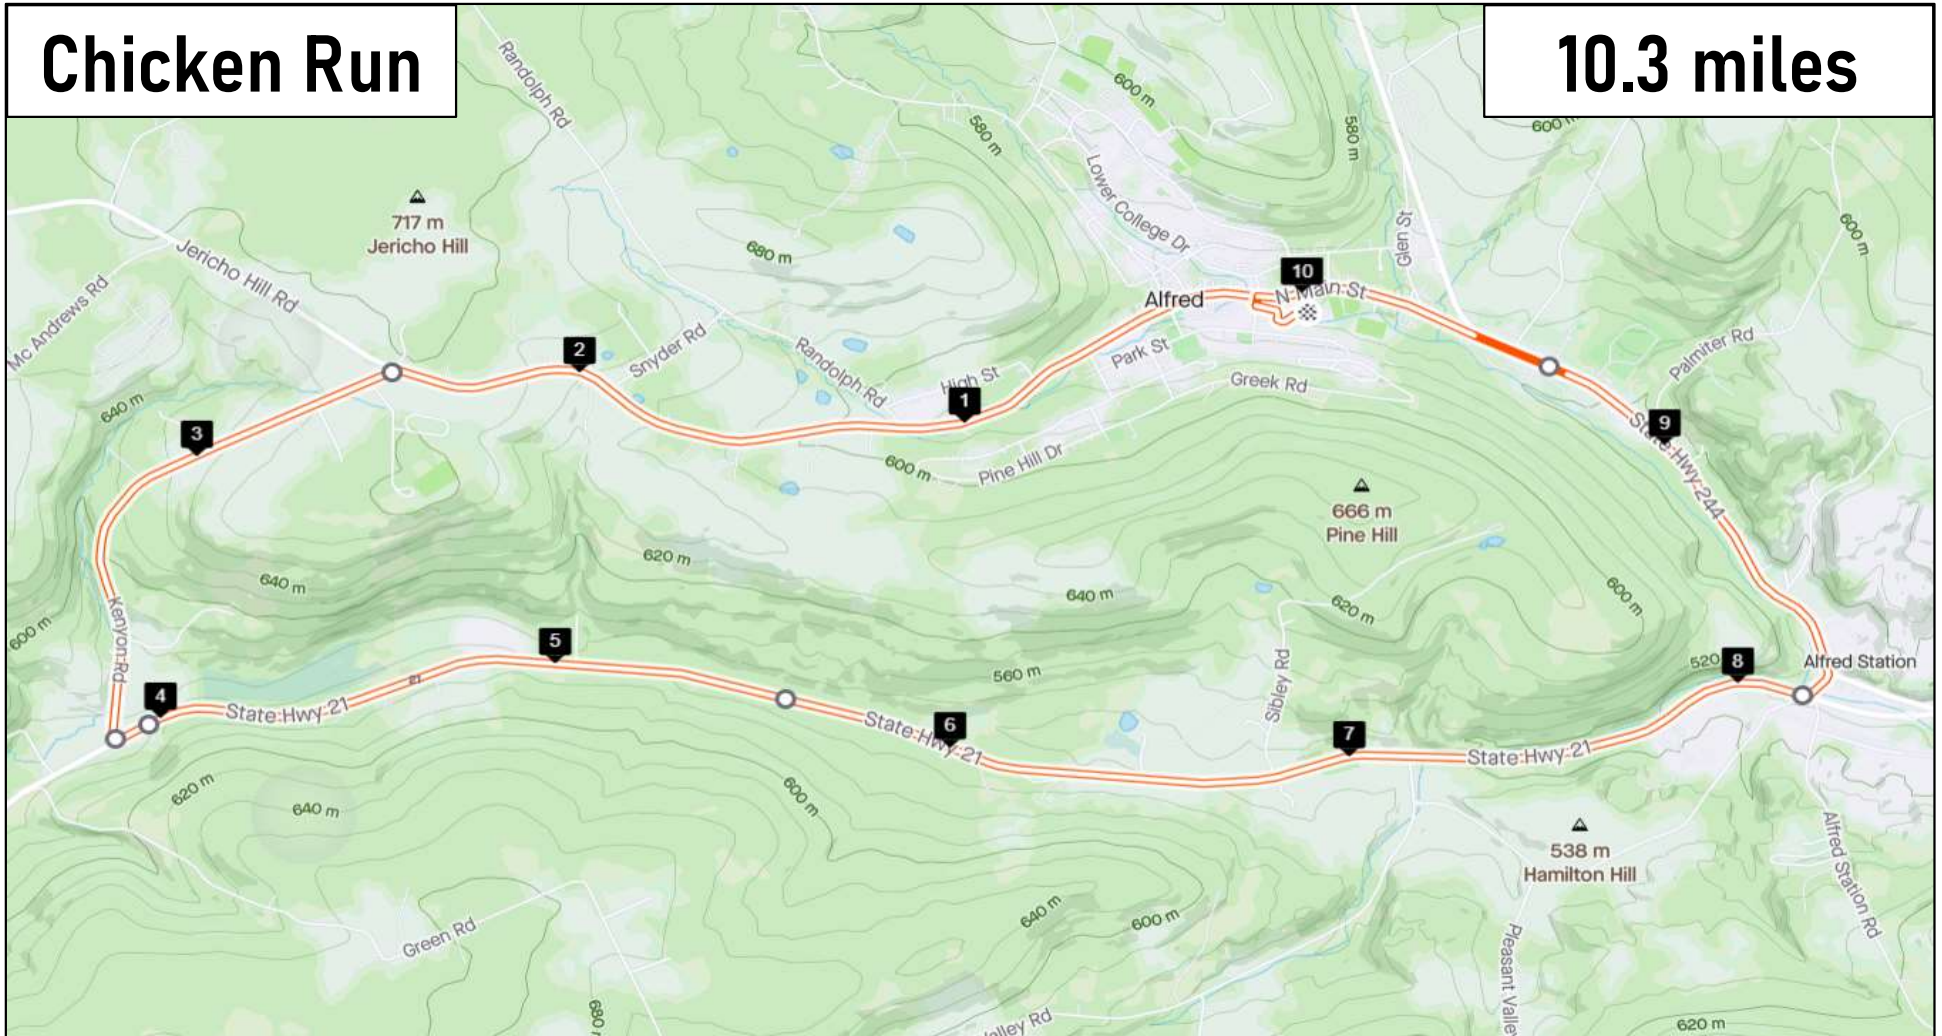 Chicken Run
10.3 miles
Randolph Rd
600 m
580 m
580 m
600 m
Lower College Dr
717 m
Jericho Hill
Jericho Hill Rd
Mc Andrews Rd
680 m
Glen St
600 m
10
N Main St
Alfred
2
Snyder Rd
Randolph Rd
Park St
High St
Greek Rd
Palmiter Rd
1
640 m
3
9
State Hwy 244
600 m
Pine Hill Dr
666 m
Pine Hill
620 m
640 m
640 m
620 m
600 m
600 m
Kenyon Rd
5
560 m
Sibley Rd
520
8
Alfred Station
4
21
State Hwy 21
State Hwy 21
6
7
State Hwy 21
620 m
640 m
600 m
538 m
Hamilton Hill
Alfred Station Rd
Green Rd
640 m
600 m
Pleasant Valley
680
alley Rd
620 m